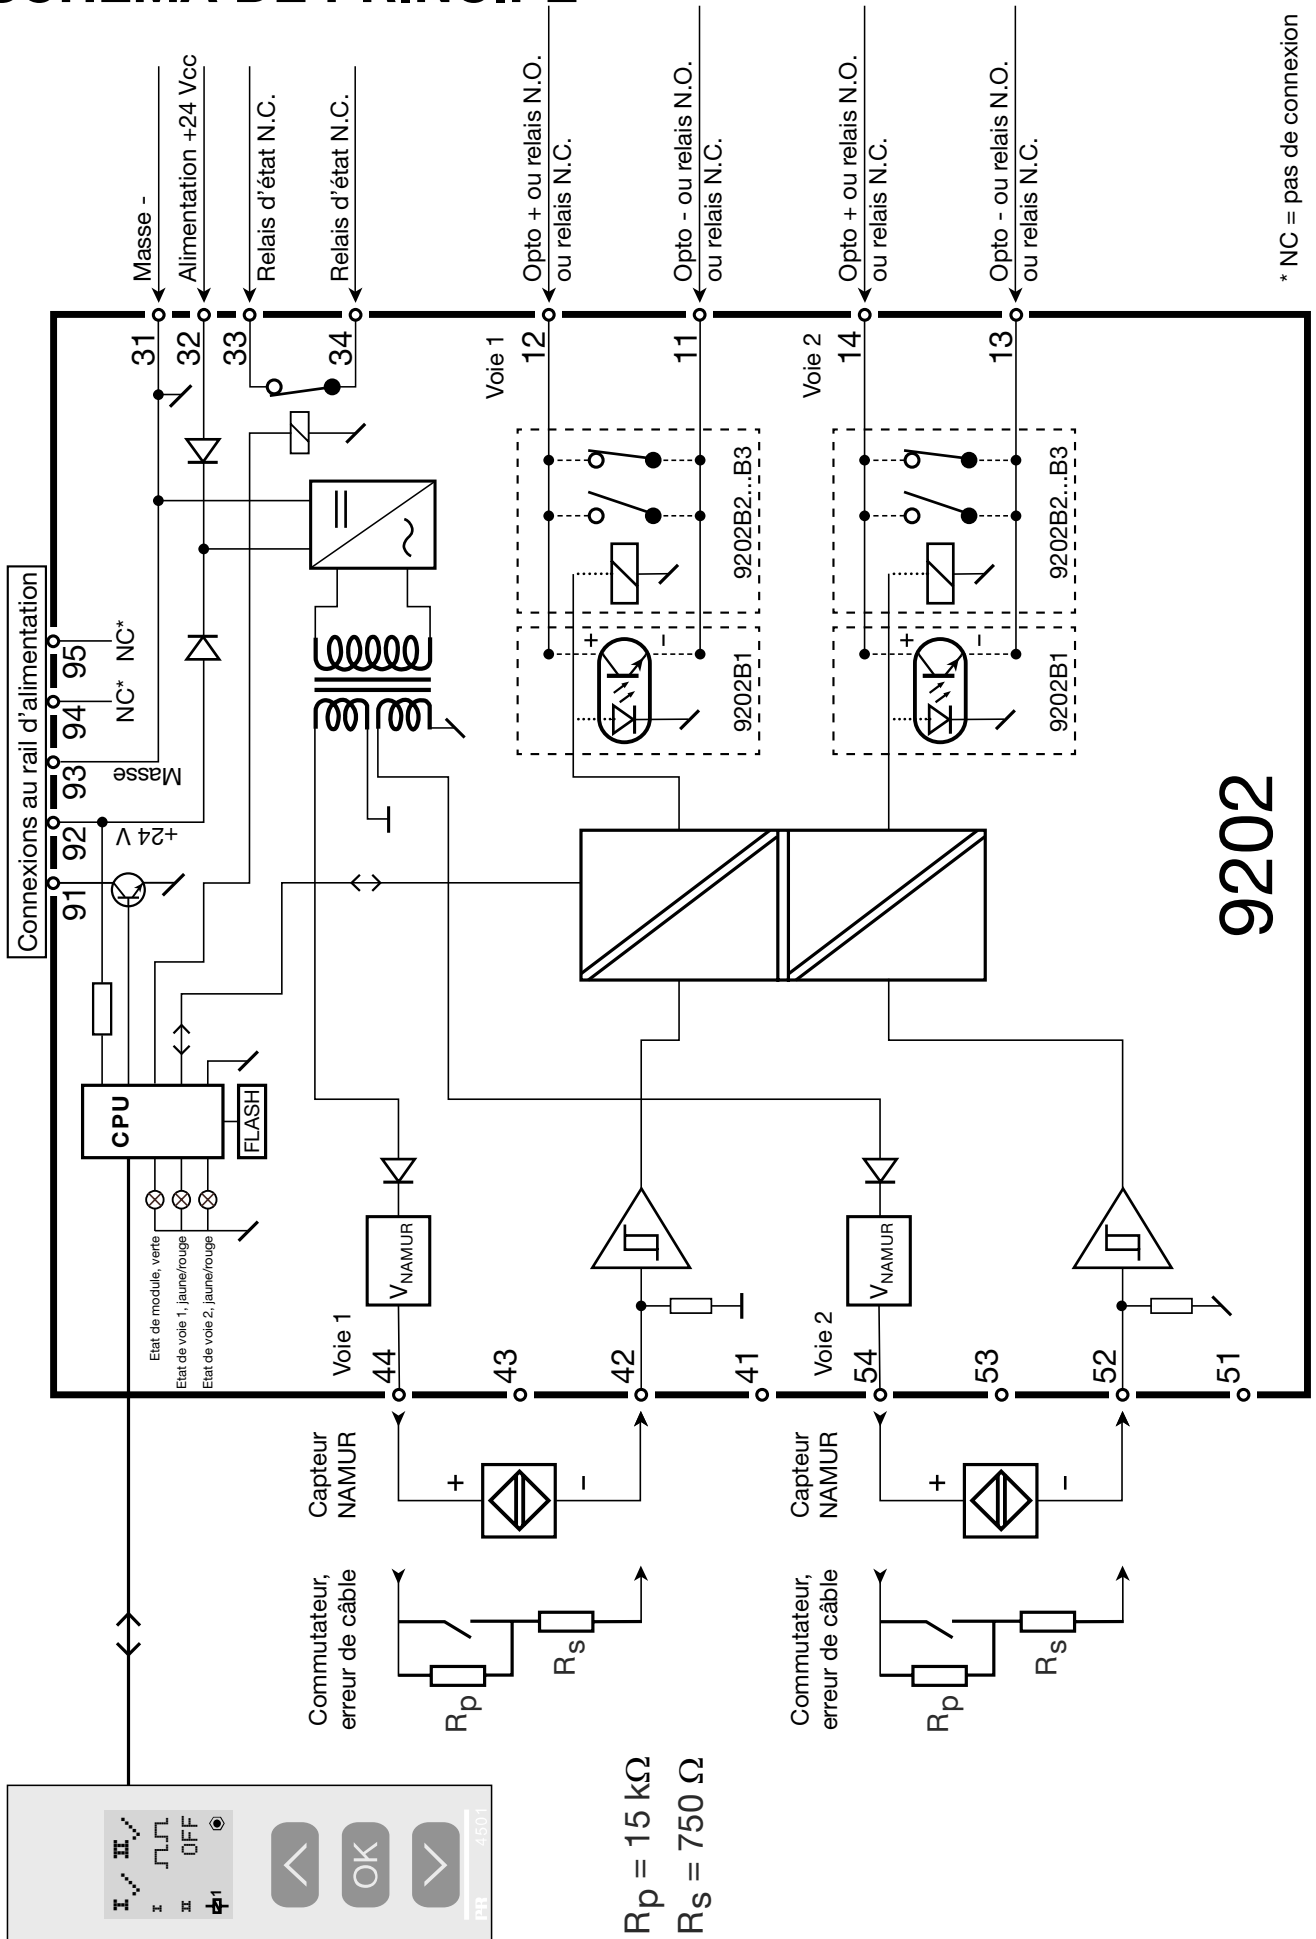 SCHEMA DE PRINCIPE
Connexions au rail d'alimentation
91
92
93
94
95
+24 V
Masse
NC*
NC*
Masse -
Alimentation +24 Vcc
Relais d'état N.C.
Relais d'état N.C.
31
32
33
34
CPU
FLASH
Etat de module, verte
Etat de voie 1, jaune/rouge
Etat de voie 2, jaune/rouge
I II
I
II OFF
1
OK
PR 4501
Opto + ou relais N.O.
ou relais N.C.
Opto - ou relais N.O.
ou relais N.C.
Opto + ou relais N.O.
ou relais N.C.
Opto - ou relais N.O.
ou relais N.C.
Voie 1
12
11
Voie 2
14
13
+
-
9202B1
9202B2...B3
+
-
9202B1
9202B2...B3
Voie 1
44
43
42
41
VNAMUR
Voie 2
54
53
52
51
VNAMUR
Capteur
NAMUR
+
-
Capteur
NAMUR
+
-
Commutateur,
erreur de câble
Rp
Rs
Commutateur,
erreur de câble
Rp
Rs
Rp = 15 kΩ
Rs = 750 Ω
9202
* NC = pas de connexion